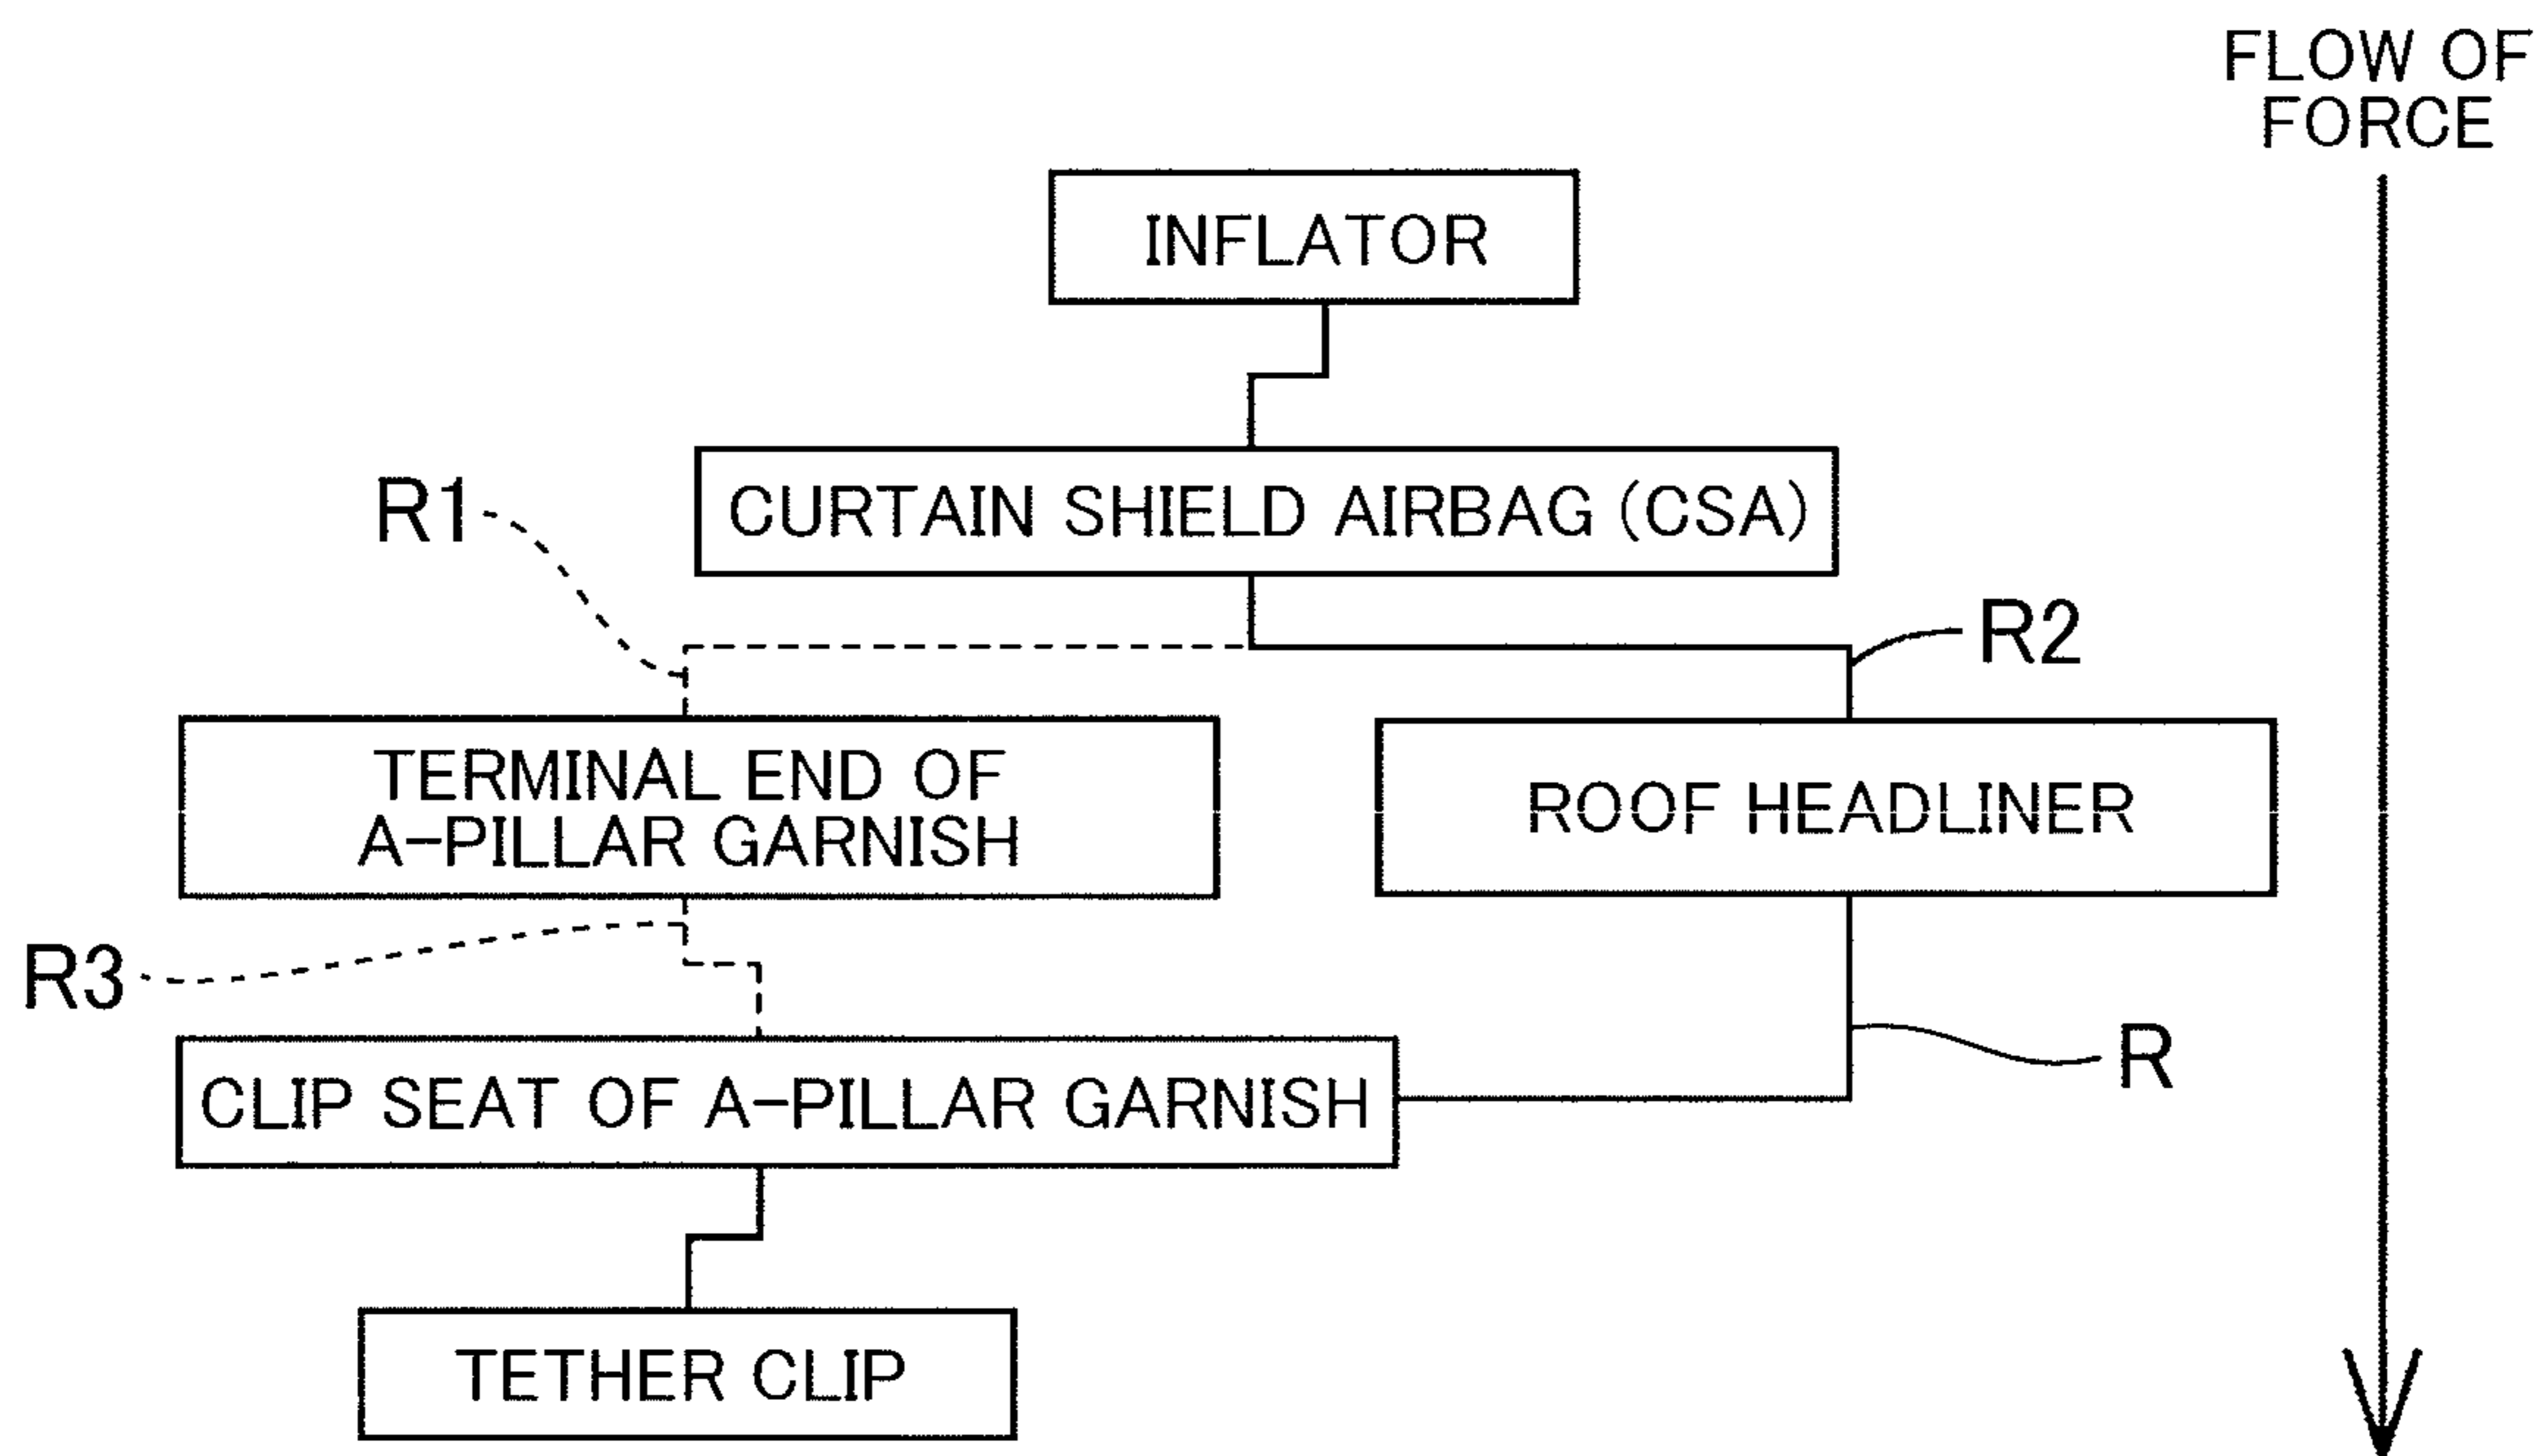 FLOW OF
FORCE
INFLATOR
CURTAIN SHIELD AIRBAG (CSA)
R1
R2
TERMINAL END OF
A-PILLAR GARNISH
ROOF HEADLINER
R3
R
CLIP SEAT OF A-PILLAR GARNISH
TETHER CLIP